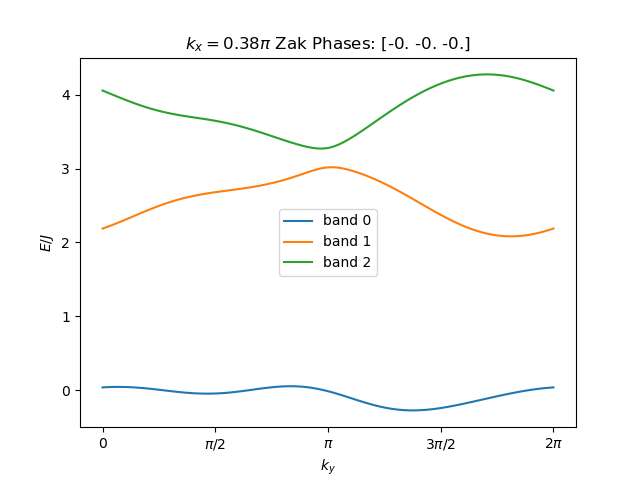 $k_x = 0.38\pi$ Zak Phases: [-0. -0. -0.]
4
3
2
1
0
E/J
band 0
band 1
band 2
0
π/2
π
3π/2
2π
$k_y$